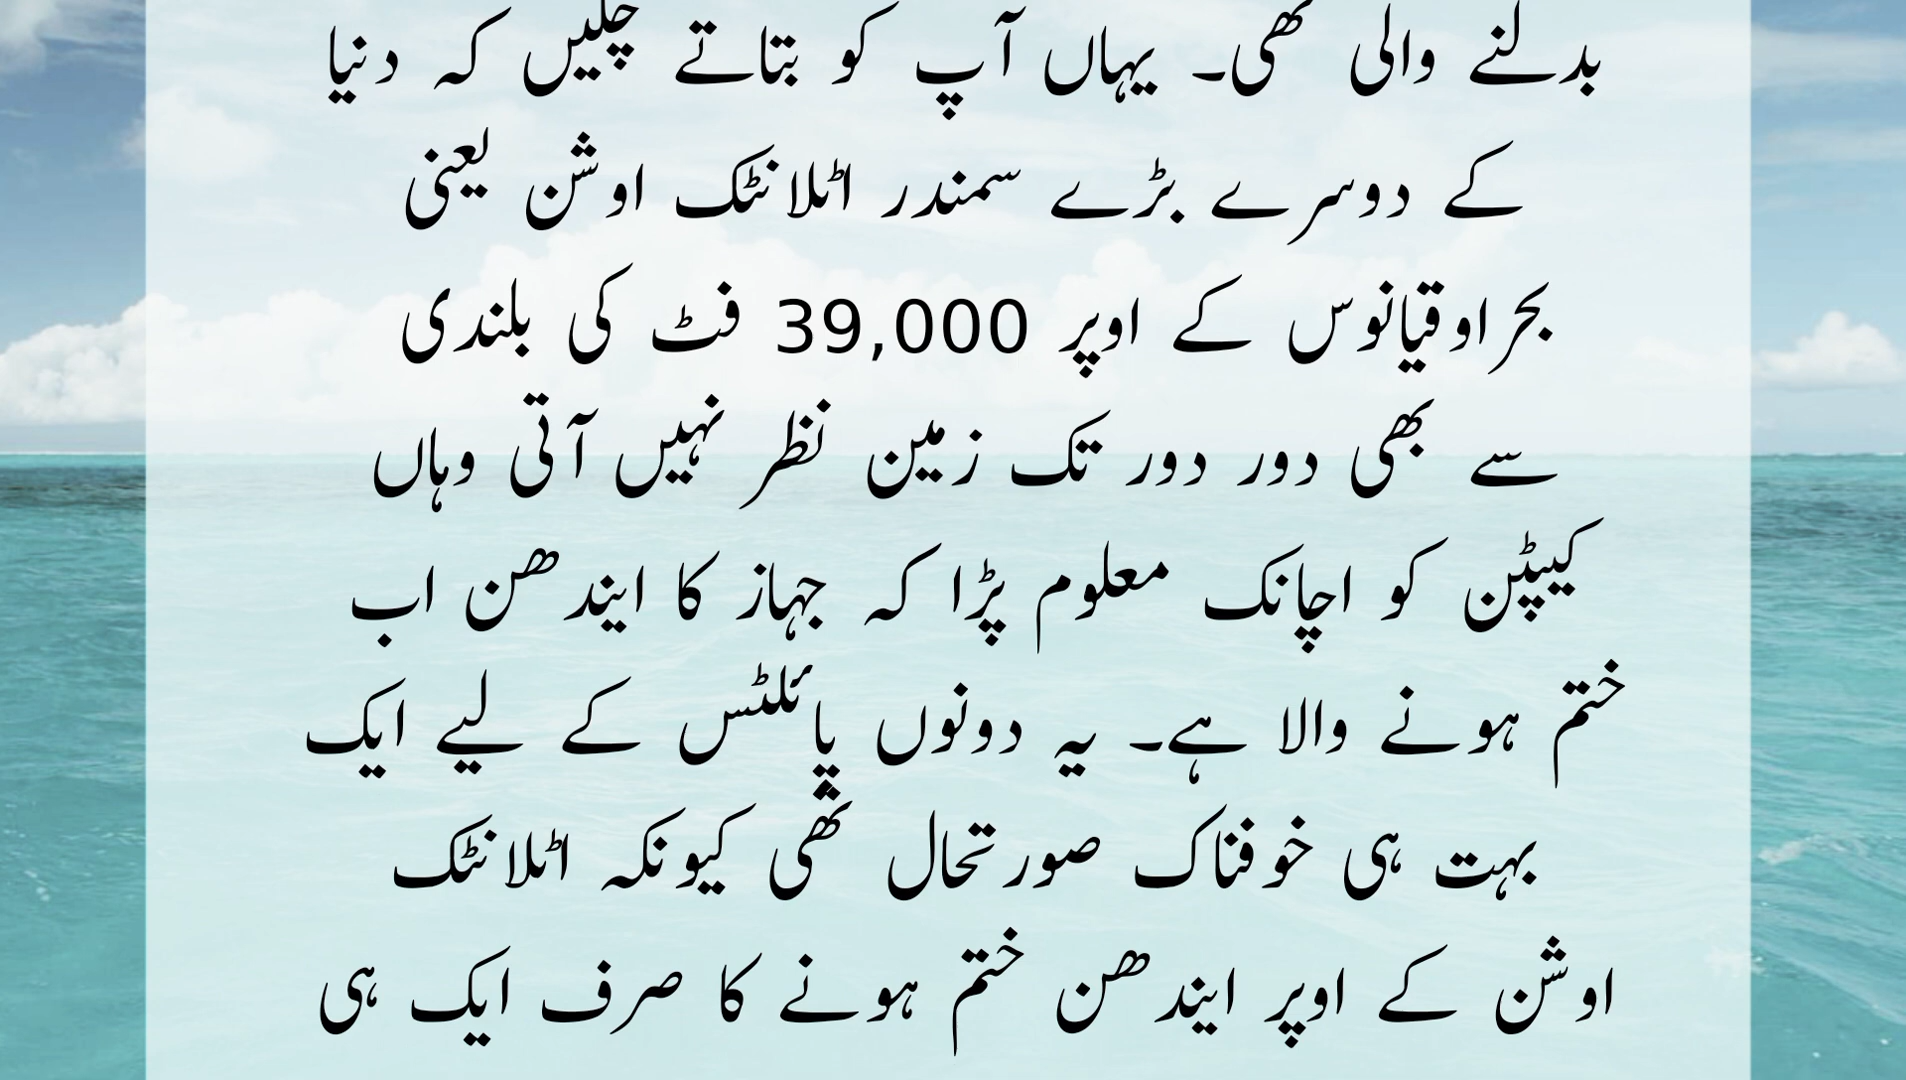 بدلنے والی تھی۔ یہاں آپ کو بتاتے چلیں کہ دنیا
کے دوسرے بڑے سمندر اٹلانٹک اوشن یعنی
بحراوقیانوس کے اوپر 39,000 فٹ کی بلندی
سے بھی دور دور تک زمین نظر نہیں آتی وہاں
کیپٹن کو اچانک معلوم پڑا کہ جہاز کا ایندھن اب
ختم ہونے والا ہے۔ یہ دونوں پائلٹس کے لیے ایک
بہت ہی خوفناک صورتحال تھی کیونکہ اٹلانٹک
اوشن کے اوپر ایندھن ختم ہونے کا صرف ایک ہی